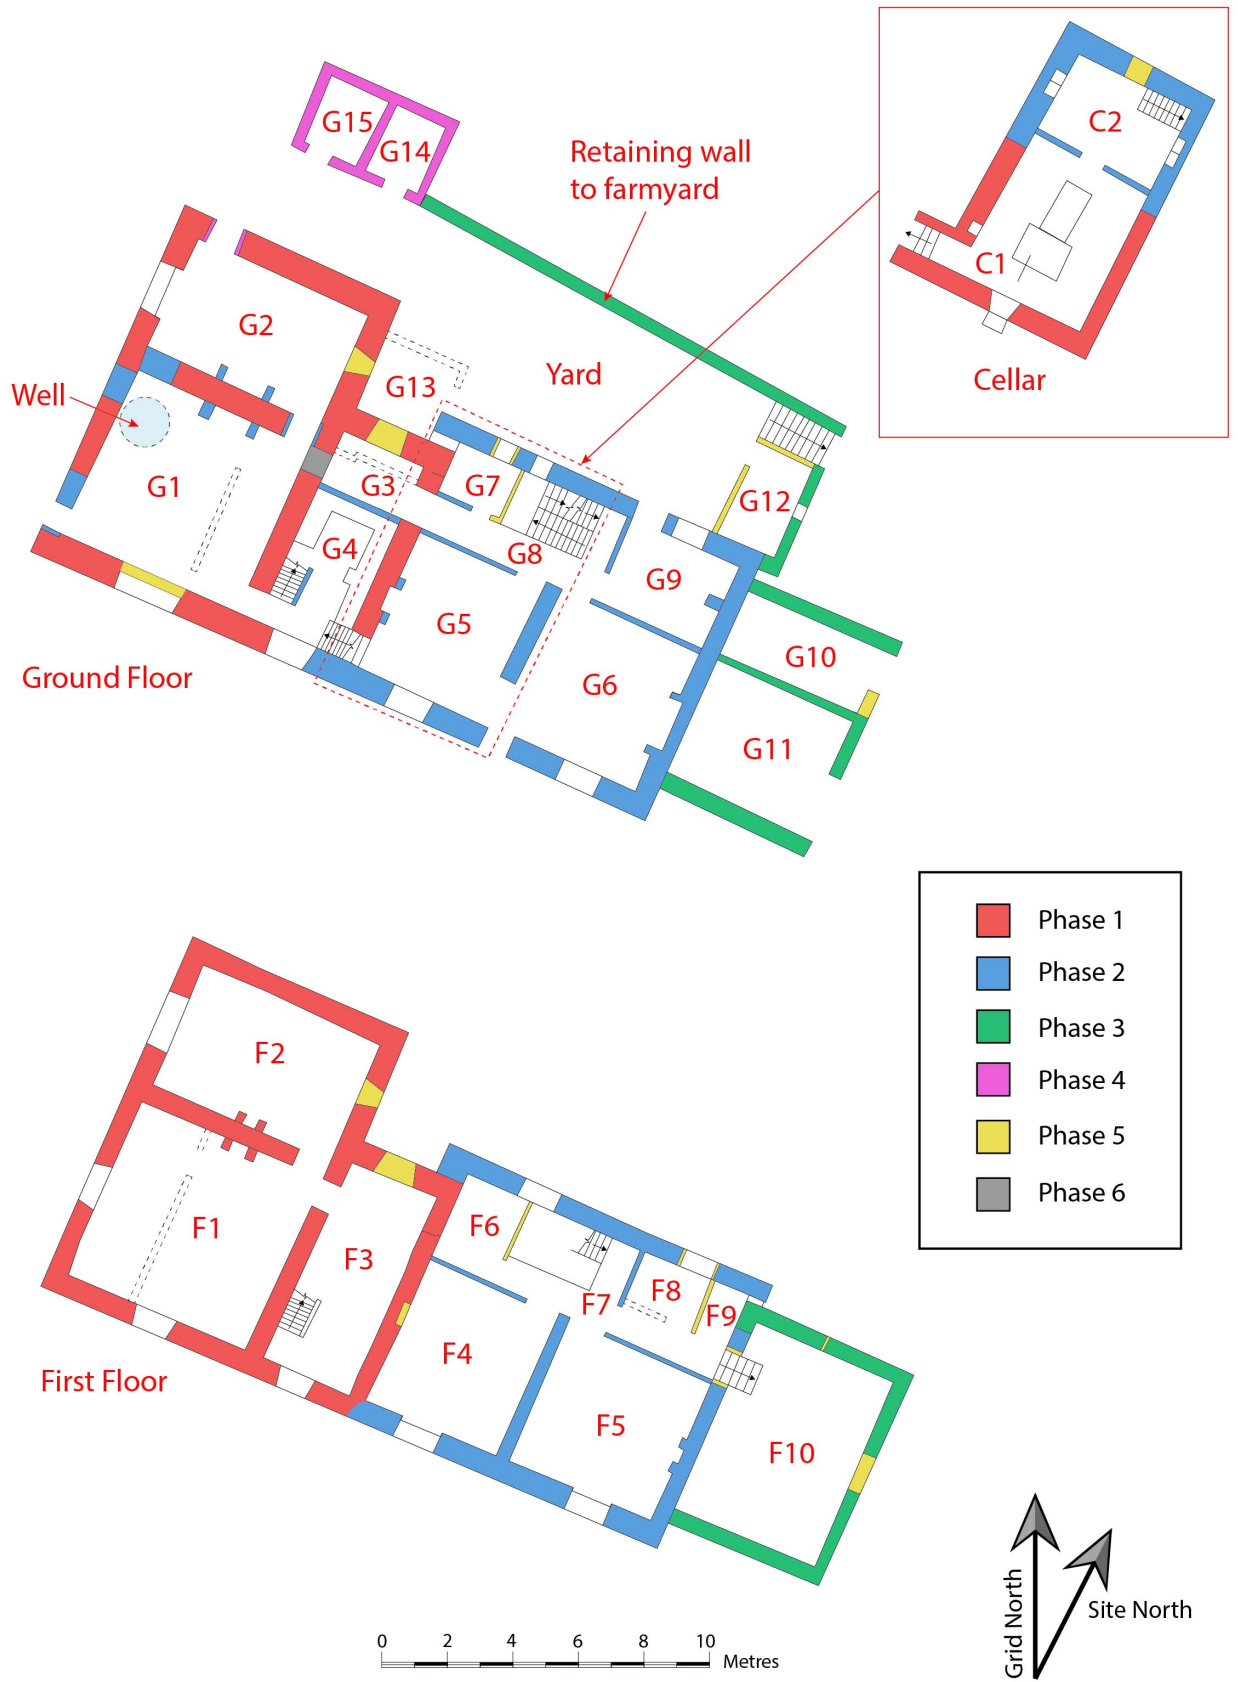 G15
G14
Retaining wall
to farmyard
C2
C1
Cellar
G2
G13
Yard
Well
G1
G3
G7
G12
G4
G8
G9
G5
G10
G6
G11
Ground Floor
Phase 1
Phase 2
Phase 3
Phase 4
Phase 5
Phase 6
F2
F1
F6
F3
F8
F7
F9
F4
F5
F10
First Floor
Grid North
Site North
0 2 4 6 8 10
Metres